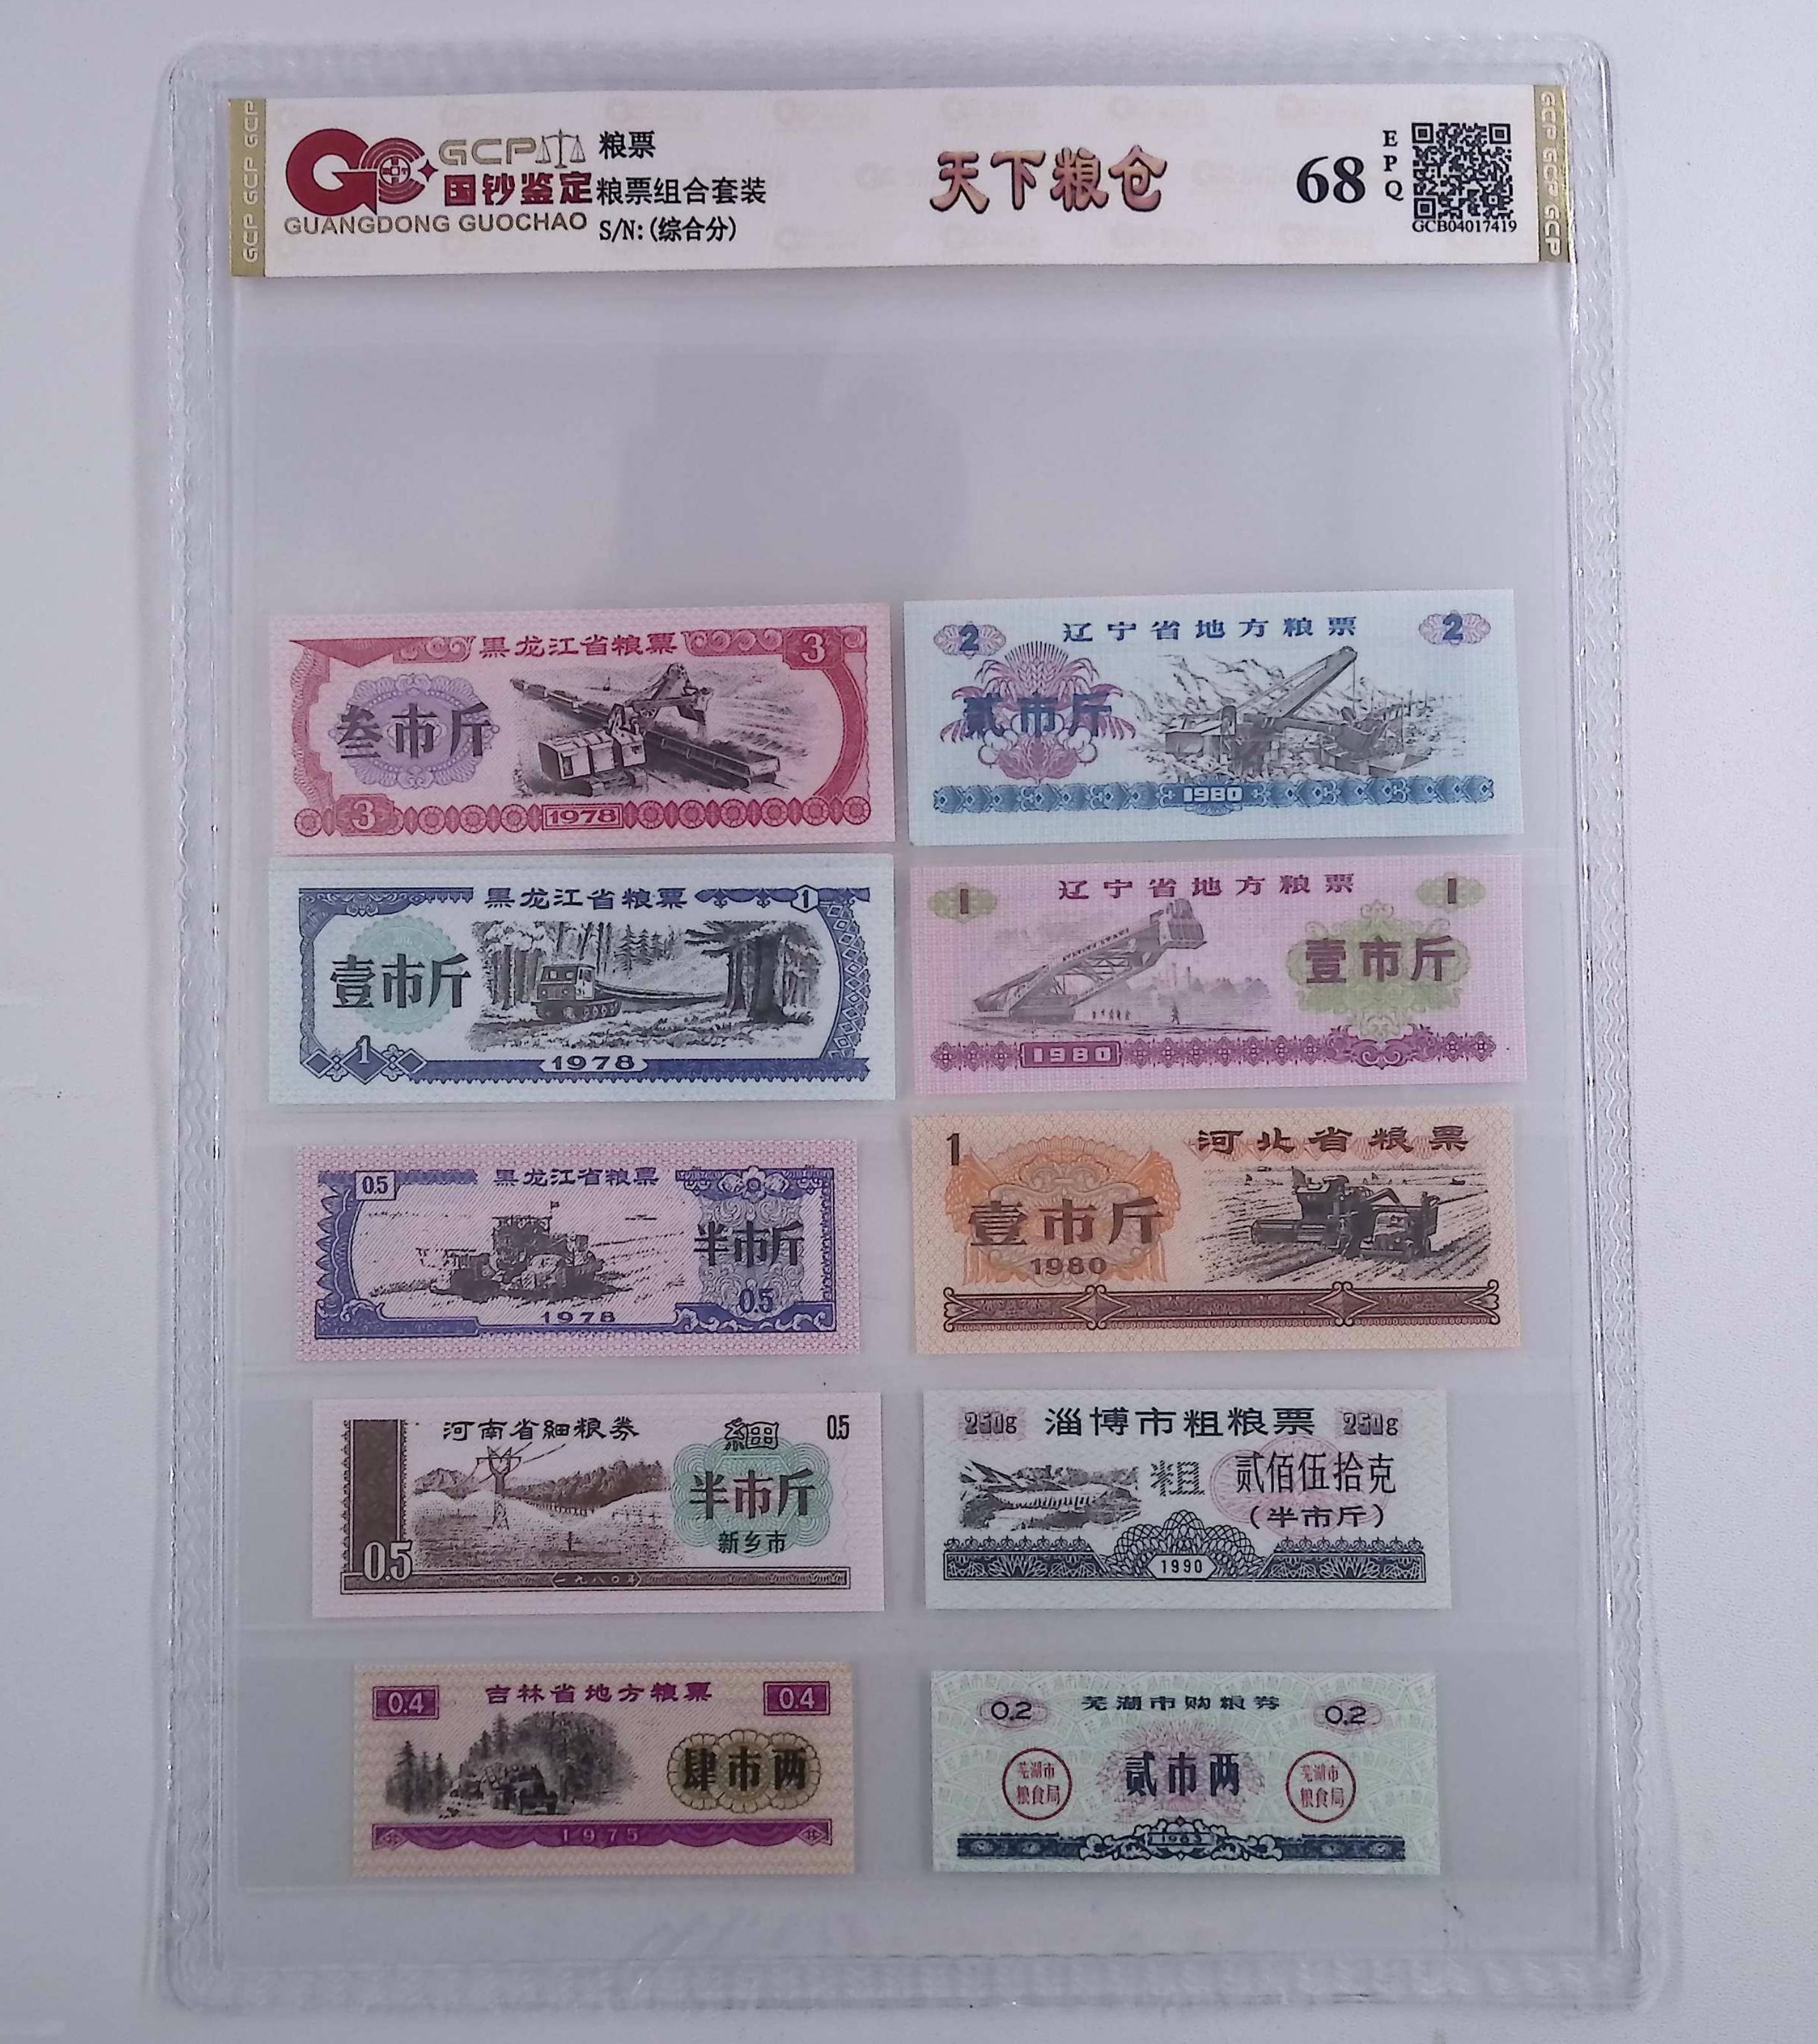 GCP 粮票
国钞鉴定 粮票组合套装
GUANGDONG GUOCHAO S/N:(综合分)
天下粮仓
68
EPQ
GCB04017419
GCP GCP GCP
GCP GCP GCP
黑龙江省粮票 3
叁市斤
3 1978
2 辽宁省地方粮票 2
贰市斤
1980
黑龙江省粮票 1
壹市斤
1 1978
1 辽宁省地方粮票 1
壹市斤
1980
0.5 黑龙江省粮票
半市斤
1978 0.5
1 河北省粮票
壹市斤
1980
河南省細粮券 細 0.5
半市斤
新乡市
0.5 一九八〇年
250g 淄博市粗粮票 250g
粗 贰佰伍拾克
(半市斤)
1990
0.4 吉林省地方粮票 0.4
肆市两
1975
0.2 芜湖市购粮券 0.2
芜湖市粮食局 贰市两 芜湖市粮食局